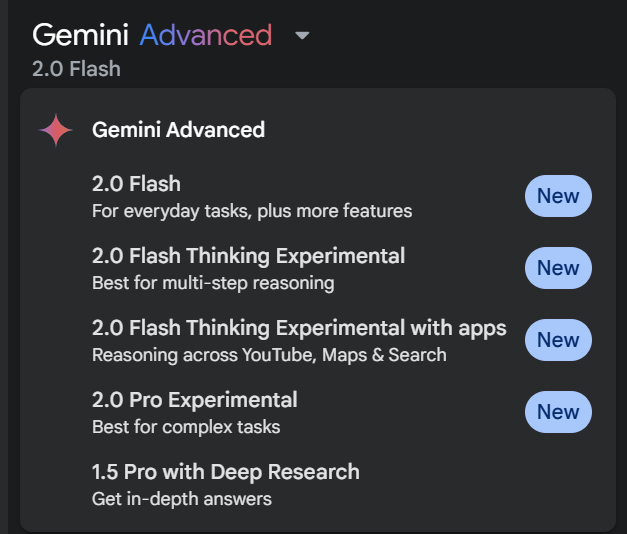 Gemini Advanced
2.0 Flash
Gemini Advanced
2.0 Flash
For everyday tasks, plus more features
New
2.0 Flash Thinking Experimental
Best for multi-step reasoning
New
2.0 Flash Thinking Experimental with apps
Reasoning across YouTube, Maps & Search
New
2.0 Pro Experimental
Best for complex tasks
New
1.5 Pro with Deep Research
Get in-depth answers